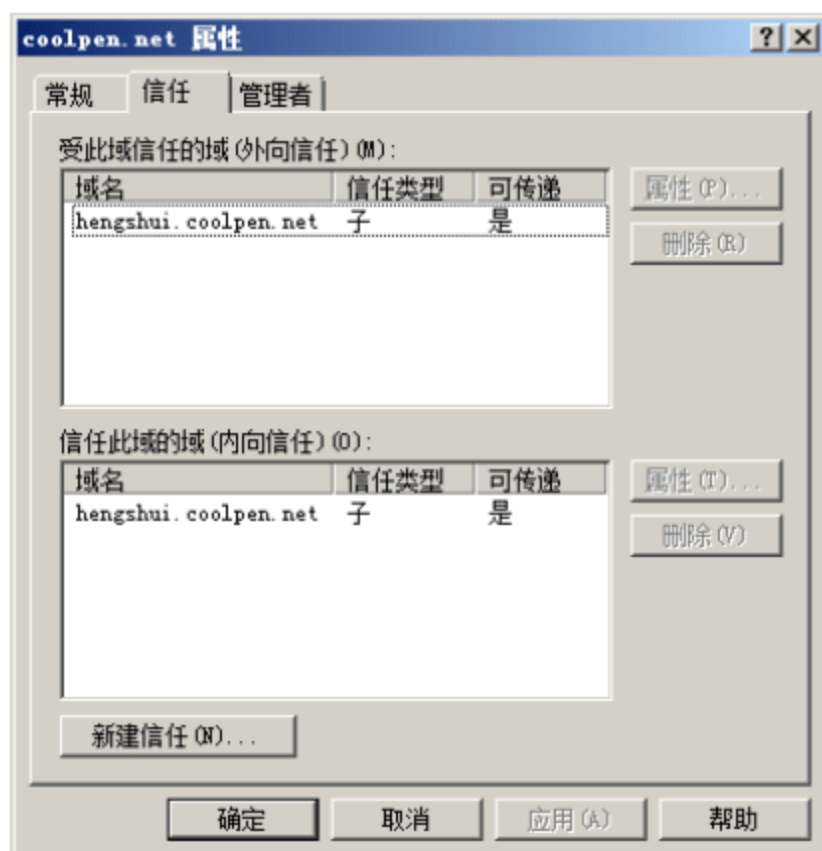 coolpen.net 属性
常规 信任 管理者
受此域信任的域(外向信任)(M):
域名 信任类型 可传递 属性(P)...
hengshui.coolpen.net 子 是
删除(R)
信任此域的域(内向信任)(O):
域名 信任类型 可传递 属性(T)...
hengshui.coolpen.net 子 是
删除(V)
新建信任(N)...
确定 取消 应用(A) 帮助